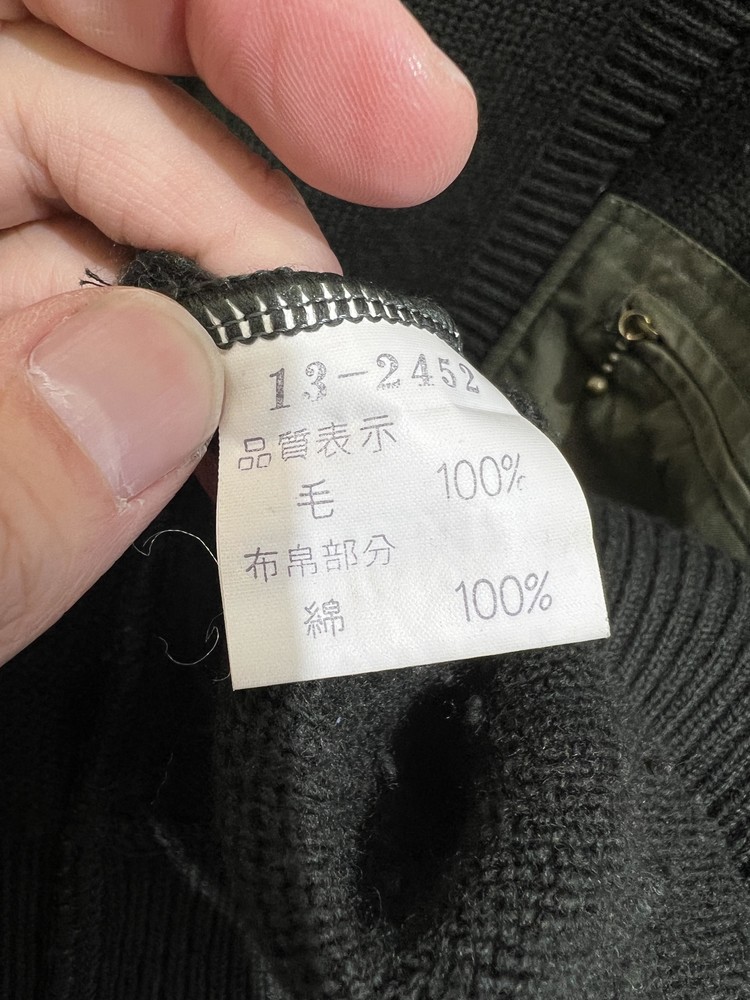 13-2452
品質表示
毛 100%
布帛部分
綿 100%